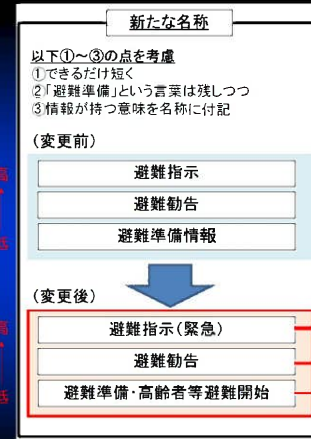 新たな名称
以下①～③の点を考慮
①できるだけ短く
②「避難準備」という言葉は残しつつ
③情報が持つ意味を名称に付記
(変更前)
高
避難指示
避難勧告
避難準備情報
低
(変更後)
高
避難指示(緊急)
避難勧告
避難準備・高齢者等避難開始
低